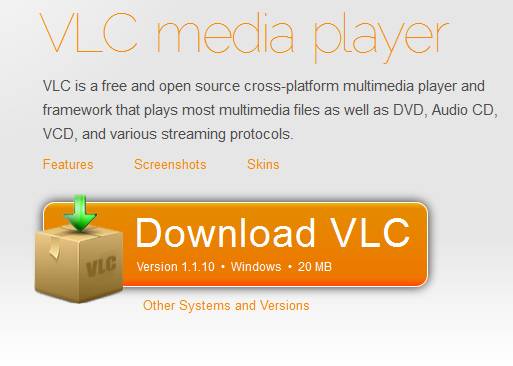 VLC media player
VLC is a free and open source cross-platform multimedia player and
framework that plays most multimedia files as well as DVD, Audio CD,
VCD, and various streaming protocols.
Features Screenshots Skins
Download VLC
VLC
Version 1.1.10 • Windows • 20 MB
Other Systems and Versions